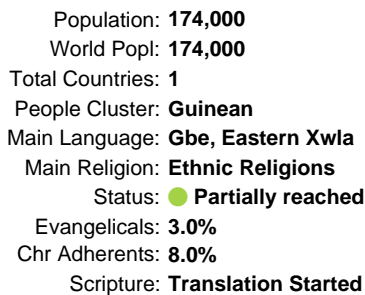 Population: 174,000
World Popl: 174,000
Total Countries: 1
People Cluster: Guinean
Main Language: Gbe, Eastern Xwla
Main Religion: Ethnic Religions
Status: Partially reached
Evangelicals: 3.0%
Chr Adherents: 8.0%
Scripture: Translation Started